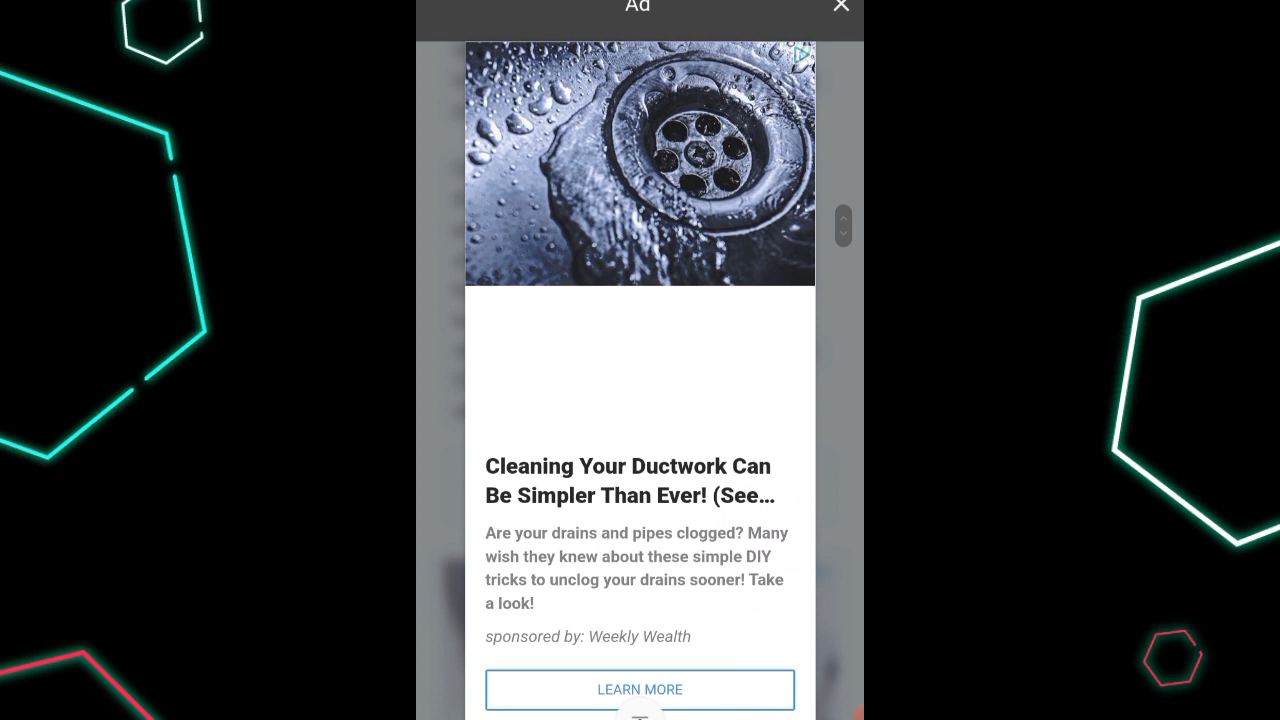 Ad
Cleaning Your Ductwork Can
Be Simpler Than Ever! (See...
Are your drains and pipes clogged? Many
wish they knew about these simple DIY
tricks to unclog your drains sooner! Take
a look!
sponsored by: Weekly Wealth
LEARN MORE